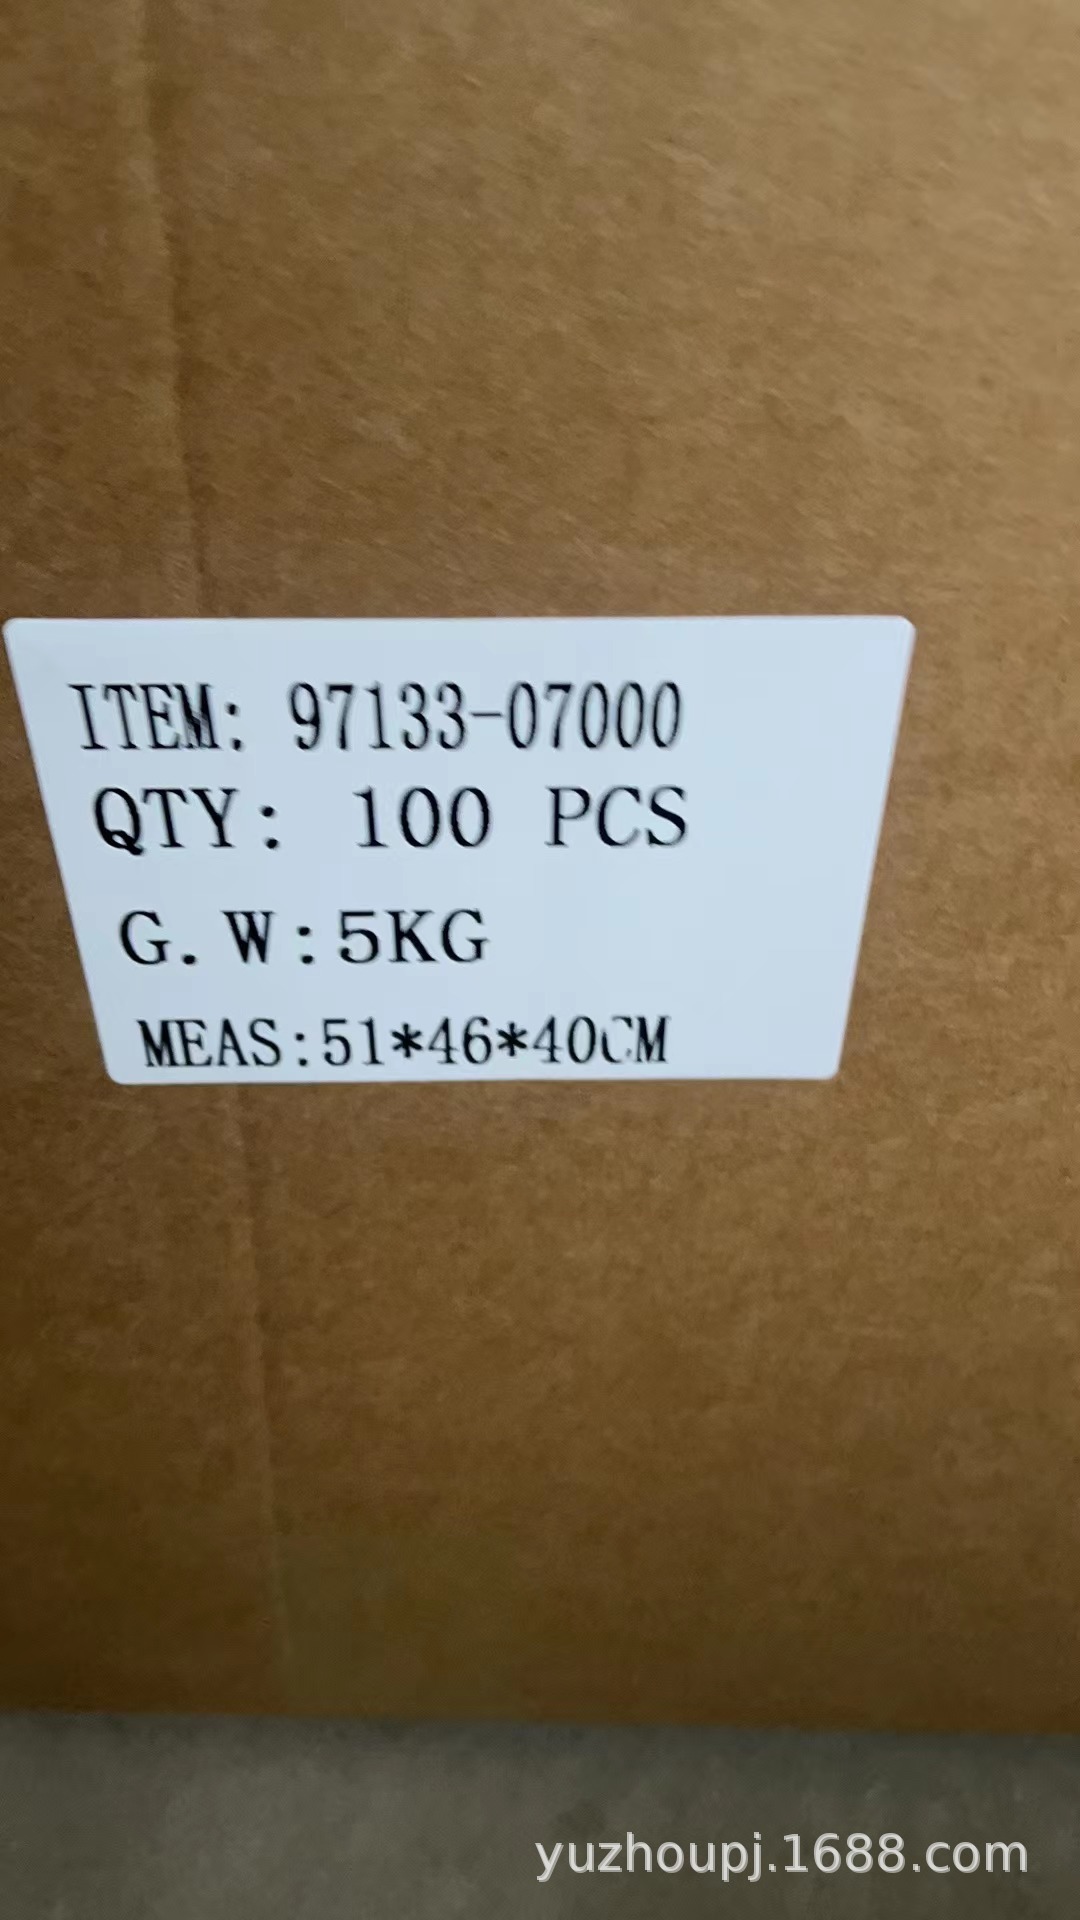 ITEM: 97133-07000
QTY: 100 PCS
G.W:5KG
MEAS:51*46*40CM
yuzhoupj.1688.com